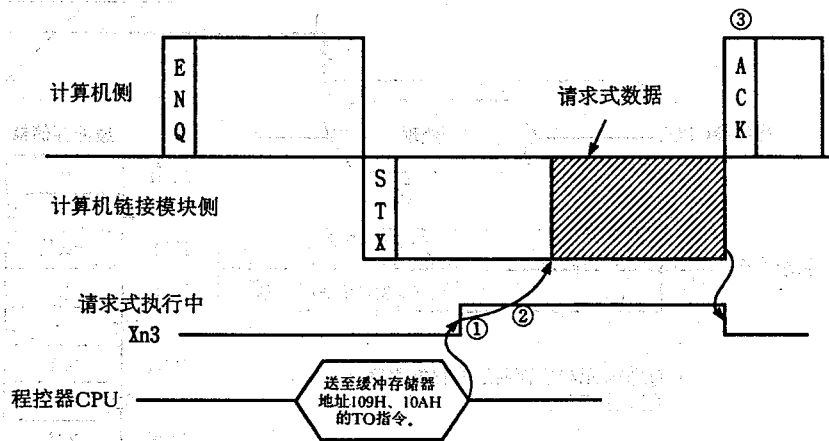 ③
计算机侧
E
N
Q
A
C
K
请求式数据
计算机链接模块侧
S
T
X
请求式执行中
Xn3
①
②
程控器CPU
送至缓冲存储器
地址109H、10AH
的TO指令。